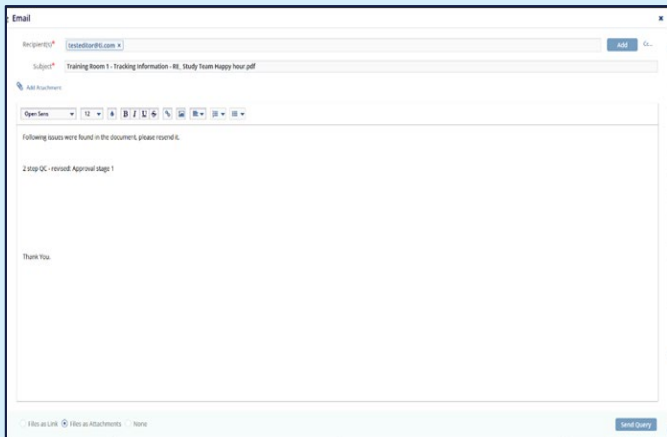 Email
x
Recipient(s)*
testeditor@ti.com ×
Add
Cr...
Subject*
Training Room 1 - Tracking Information - RE_ Study Team Happy hour.pdf
Add Attachment
Open Sans 12 B I U S
Following issues were found in the document, please resend it.
2 step QC - revised: Approval stage 1
Thank You.
Files as Link Files as Attachments None
Send Query